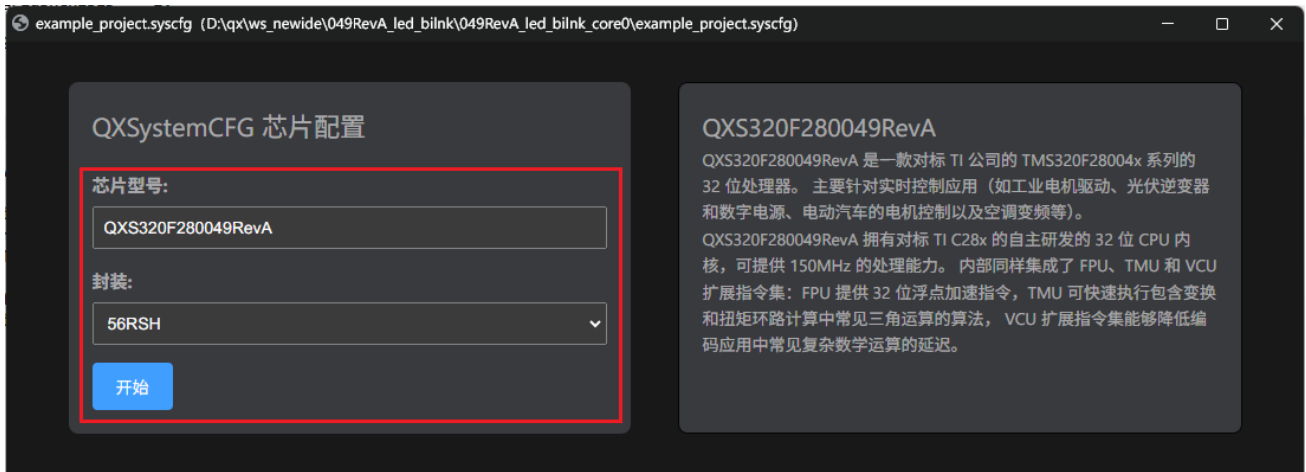 example_project.syscfg (D:\qx\ws_newide\049RevA_led_bilnk\049RevA_led_bilnk_core0\example_project.syscfg)
QXSystemCFG 芯片配置
芯片型号:
QXS320F280049RevA
封装:
56RSH
开始
QXS320F280049RevA
QXS320F280049RevA 是一款对标 TI 公司的 TMS320F28004x 系列的
32 位处理器。 主要针对实时控制应用（如工业电机驱动、光伏逆变器
和数字电源、电动汽车的电机控制以及空调变频等）。
QXS320F280049RevA 拥有对标 TI C28x 的自主研发的 32 位 CPU 内
核，可提供 150MHz 的处理能力。 内部同样集成了 FPU、TMU 和 VCU
扩展指令集：FPU 提供 32 位浮点加速指令，TMU 可快速执行包含变换
和扭矩环路计算中常见三角运算的算法， VCU 扩展指令集能够降低编
码应用中常见复杂数学运算的延迟。